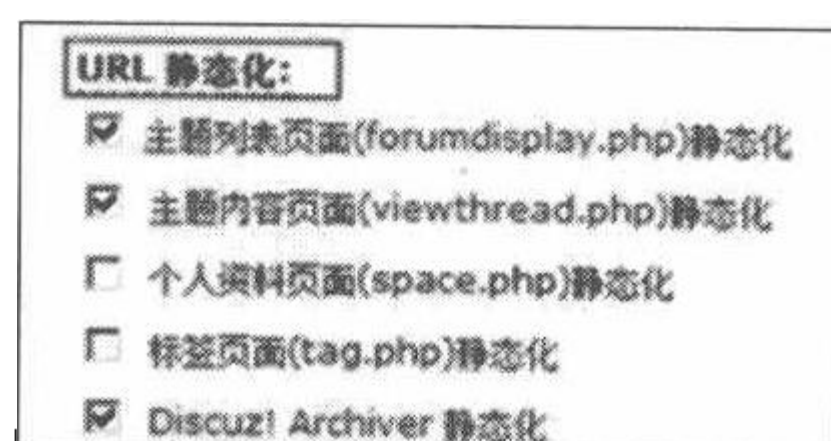 URL 静态化:
主题列表页面(forumdisplay.php)静态化
主题内容页面(viewthread.php)静态化
个人资料页面(space.php)静态化
标签页面(tag.php)静态化
Discuz! Archiver 静态化